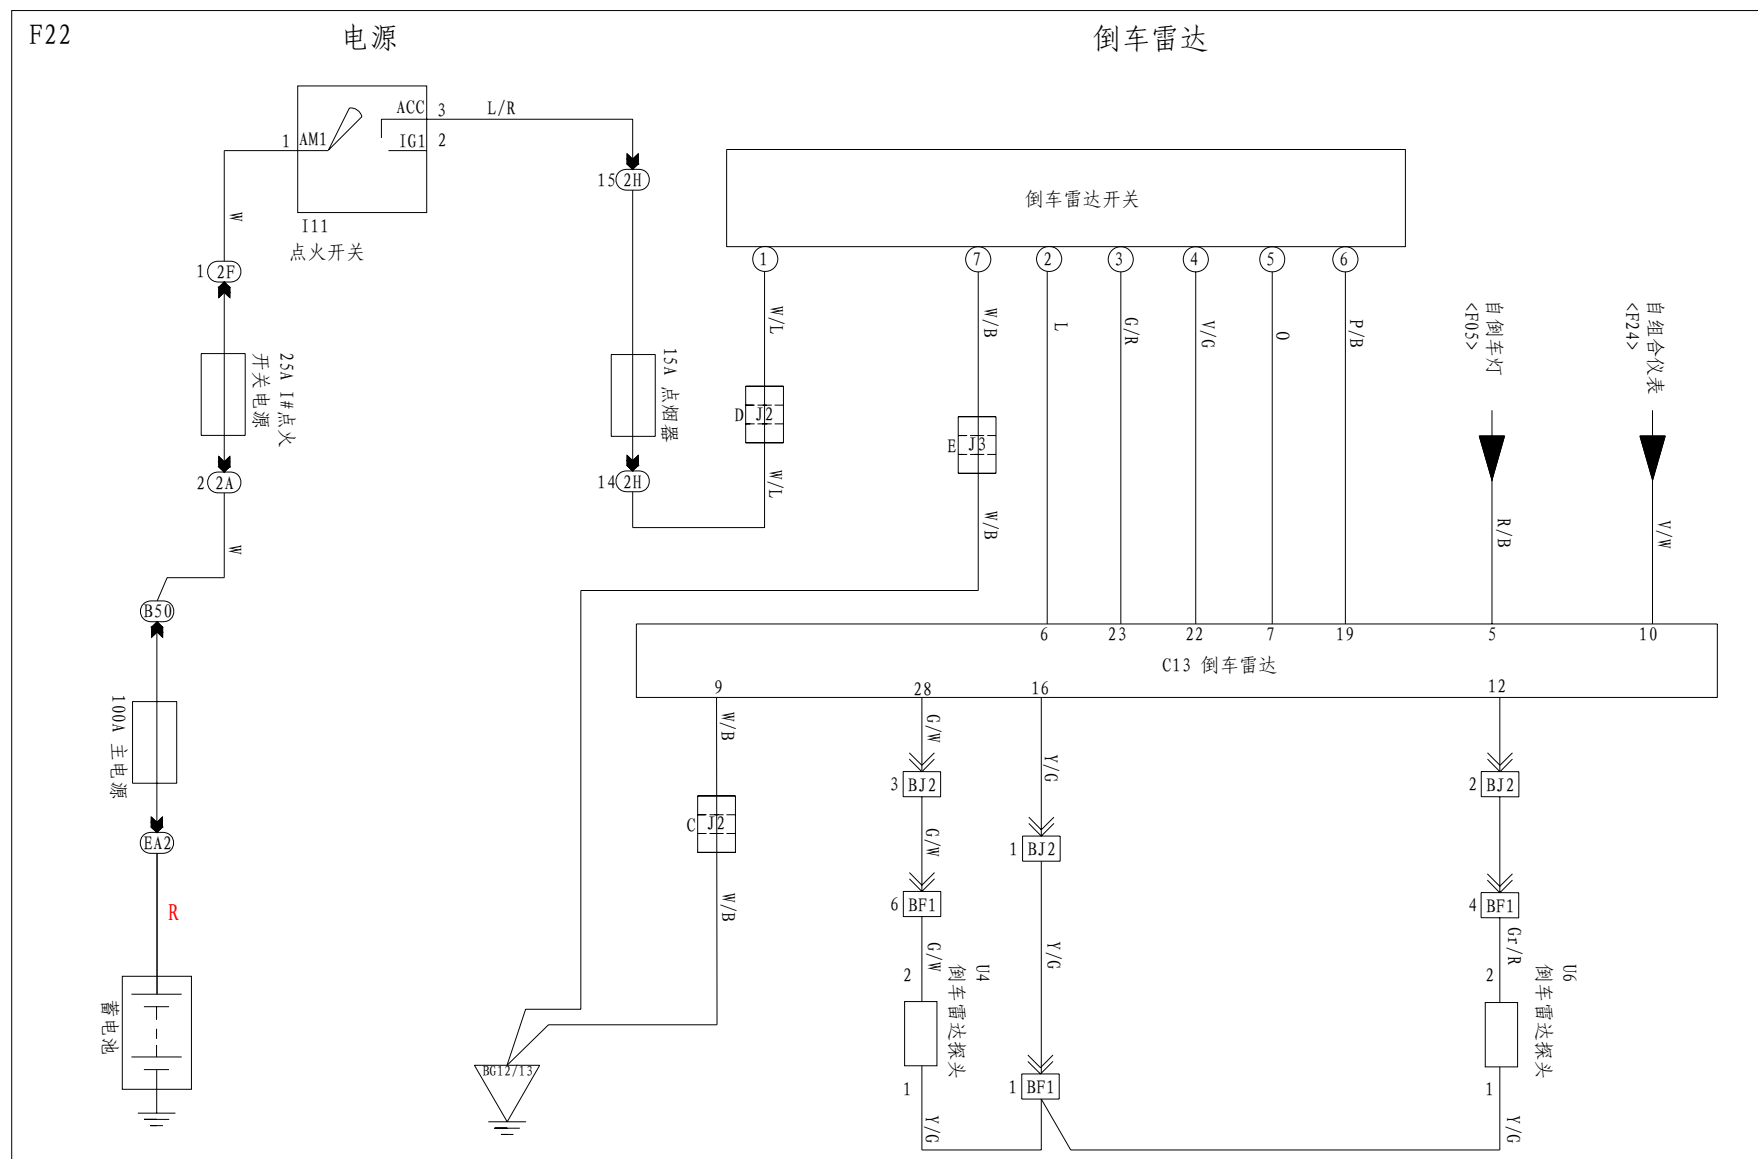 F22
电源
倒车雷达
ACC 3
L/R
1 AM1
IG1 2
I11
点火开关
W
1 2F
25A I#点火
开关电源
2 2A
W
B50
100A 主电源
EA2
R
蓄电池
15 2H
15A 点烟器
14 2H
倒车雷达开关
1
7
2
3
4
5
6
W/L
W/B
L
G/R
V/G
O
P/B
自倒车灯
<F05>
自组合仪表
<F24>
D J2
E J3
W/L
W/B
R/B
V/W
6
23
22
7
19
5
10
C13 倒车雷达
9
28
16
12
W/B
G/W
Y/G
3 BJ2
2 BJ2
C J2
G/W
1 BJ2
W/B
6 BF1
4 BF1
G/W
Y/G
Gr/R
2
U4
倒车雷达探头
2
U6
倒车雷达探头
BG12/13
1
1 BF1
1
Y/G
Y/G